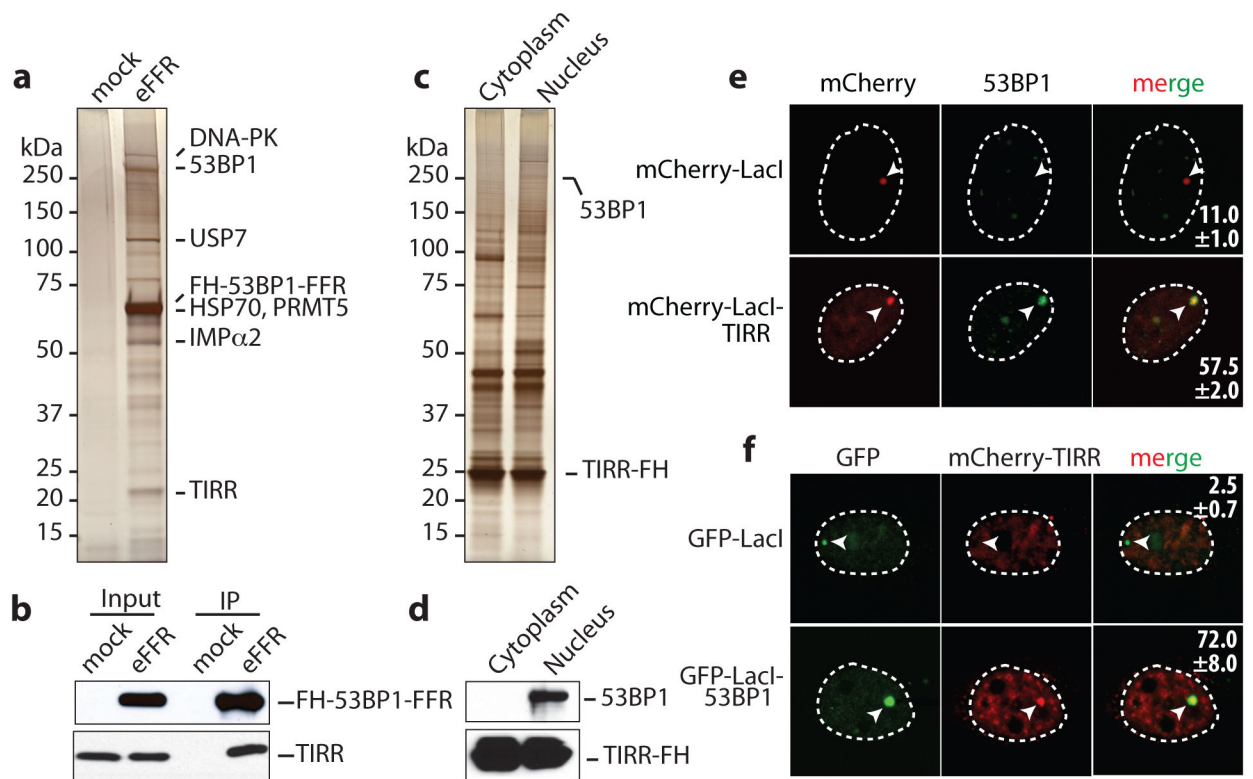 a
mock
eFFR
kDa
250
150
100
75
50
37
25
20
15
DNA-PK
53BP1
USP7
FH-53BP1-FFR
HSP70, PRMT5
IMPα2
TIRR
b
Input
IP
mock
eFFR
mock
eFFR
FH-53BP1-FFR
TIRR
c
Cytoplasm
Nucleus
kDa
250
150
100
75
50
37
25
20
15
53BP1
TIRR-FH
d
Cytoplasm
Nucleus
53BP1
TIRR-FH
e
mCherry
53BP1
merge
mCherry-LacI
11.0
±1.0
mCherry-LacI-
TIRR
57.5
±2.0
f
GFP
mCherry-TIRR
merge
GFP-LacI
2.5
±0.7
GFP-LacI-
53BP1
72.0
±8.0